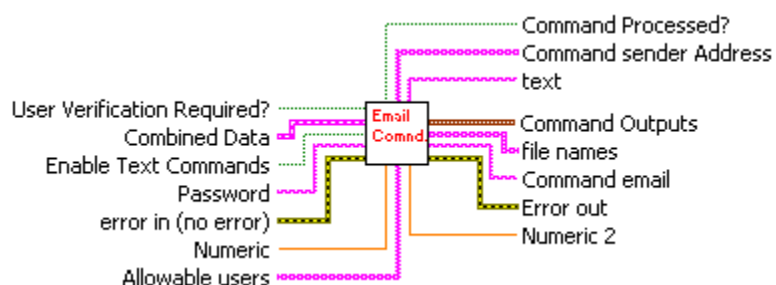 Command Processed?
Command sender Address
text
User Verification Required?
Combined Data
Enable Text Commands
Password
error in (no error)
Numeric
Allowable users
Email
Comnd.
Command Outputs
file names
Command email
Error out
Numeric 2